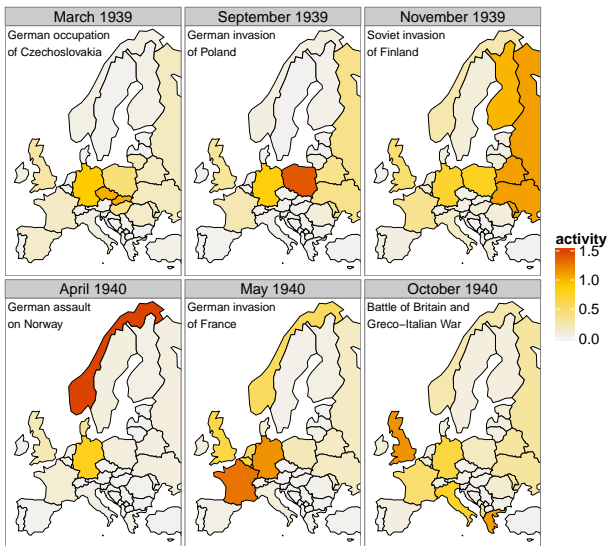 March 1939
German occupation
of Czechoslovakia
September 1939
German invasion
of Poland
November 1939
Soviet invasion
of Finland
April 1940
German assault
on Norway
May 1940
German invasion
of France
October 1940
Battle of Britain and
Greco−Italian War
activity
1.5
1.0
0.5
0.0